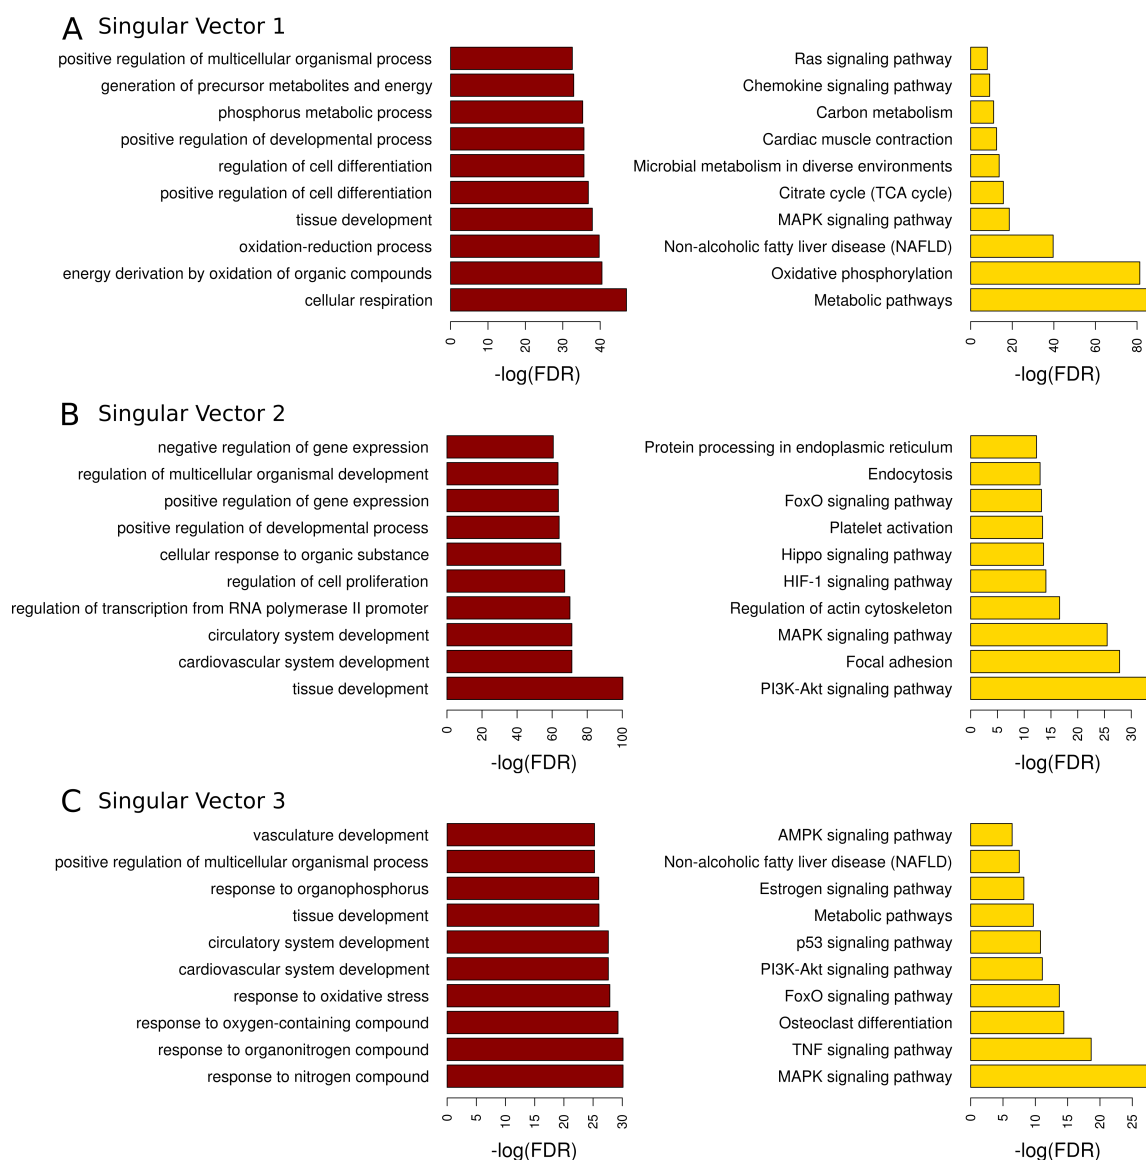 A Singular Vector 1
positive regulation of multicellular organismal process
generation of precursor metabolites and energy
phosphorus metabolic process
positive regulation of developmental process
regulation of cell differentiation
positive regulation of cell differentiation
tissue development
oxidation-reduction process
energy derivation by oxidation of organic compounds
cellular respiration
0 10 20 30 40
-log(FDR)
Ras signaling pathway
Chemokine signaling pathway
Carbon metabolism
Cardiac muscle contraction
Microbial metabolism in diverse environments
Citrate cycle (TCA cycle)
MAPK signaling pathway
Non-alcoholic fatty liver disease (NAFLD)
Oxidative phosphorylation
Metabolic pathways
0 20 40 60 80
-log(FDR)
B Singular Vector 2
negative regulation of gene expression
regulation of multicellular organismal development
positive regulation of gene expression
positive regulation of developmental process
cellular response to organic substance
regulation of cell proliferation
regulation of transcription from RNA polymerase II promoter
circulatory system development
cardiovascular system development
tissue development
0 20 40 60 80 100
-log(FDR)
Protein processing in endoplasmic reticulum
Endocytosis
FoxO signaling pathway
Platelet activation
Hippo signaling pathway
HIF-1 signaling pathway
Regulation of actin cytoskeleton
MAPK signaling pathway
Focal adhesion
PI3K-Akt signaling pathway
0 5 10 15 20 25 30
-log(FDR)
C Singular Vector 3
vasculature development
positive regulation of multicellular organismal process
response to organophosphorus
tissue development
circulatory system development
cardiovascular system development
response to oxidative stress
response to oxygen-containing compound
response to organonitrogen compound
response to nitrogen compound
0 5 10 15 20 25 30
-log(FDR)
AMPK signaling pathway
Non-alcoholic fatty liver disease (NAFLD)
Estrogen signaling pathway
Metabolic pathways
p53 signaling pathway
PI3K-Akt signaling pathway
FoxO signaling pathway
Osteoclast differentiation
TNF signaling pathway
MAPK signaling pathway
0 5 10 15 20 25
-log(FDR)